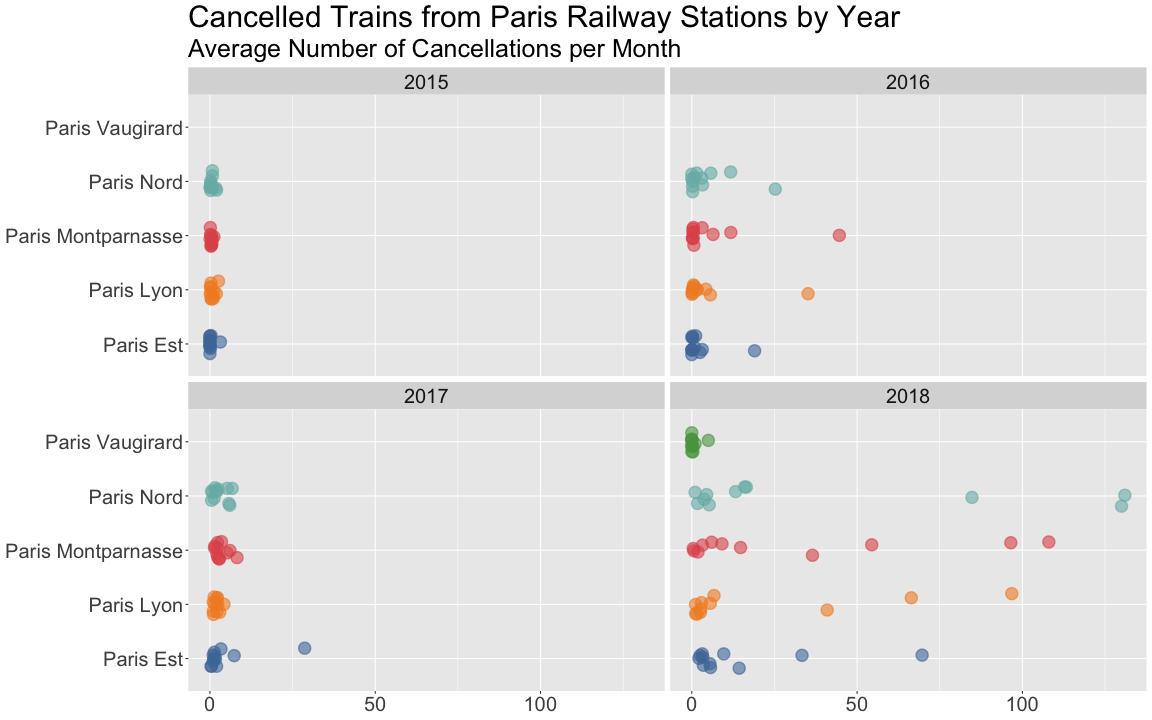 Cancelled Trains from Paris Railway Stations by Year
Average Number of Cancellations per Month
2015
2016
Paris Vaugirard
Paris Nord
Paris Montparnasse
Paris Lyon
Paris Est
2017
2018
Paris Vaugirard
Paris Nord
Paris Montparnasse
Paris Lyon
Paris Est
0 50 100 0 50 100